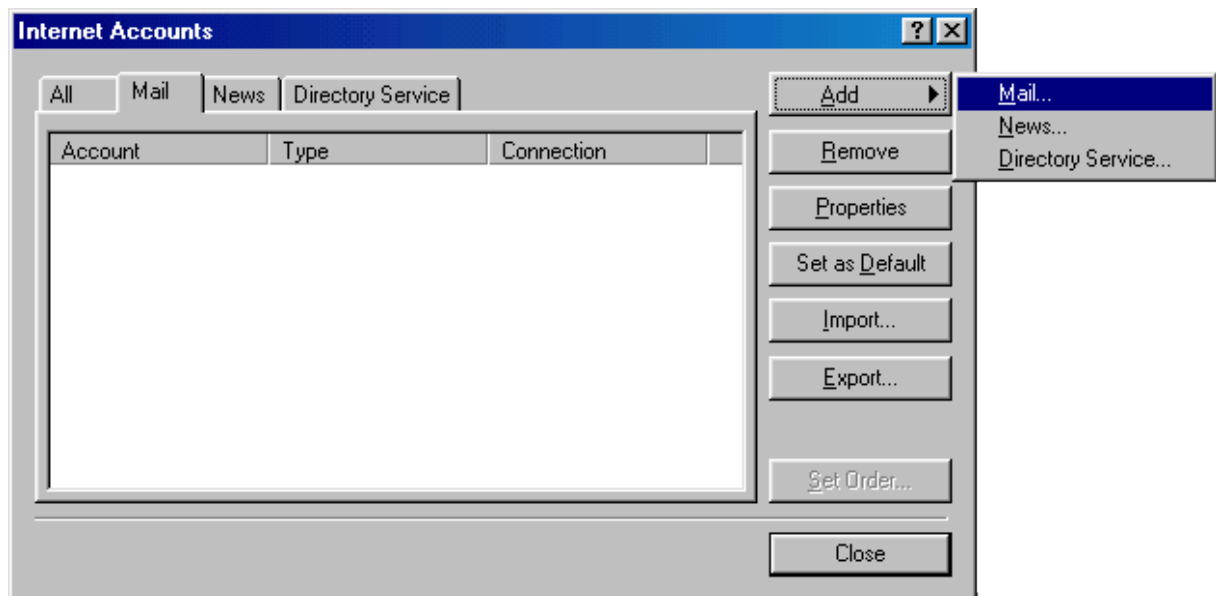 Internet Accounts
All Mail News Directory Service
Account Type Connection
Add
Remove
Properties
Set as Default
Import...
Export...
Set Order...
Close
Mail...
News...
Directory Service...